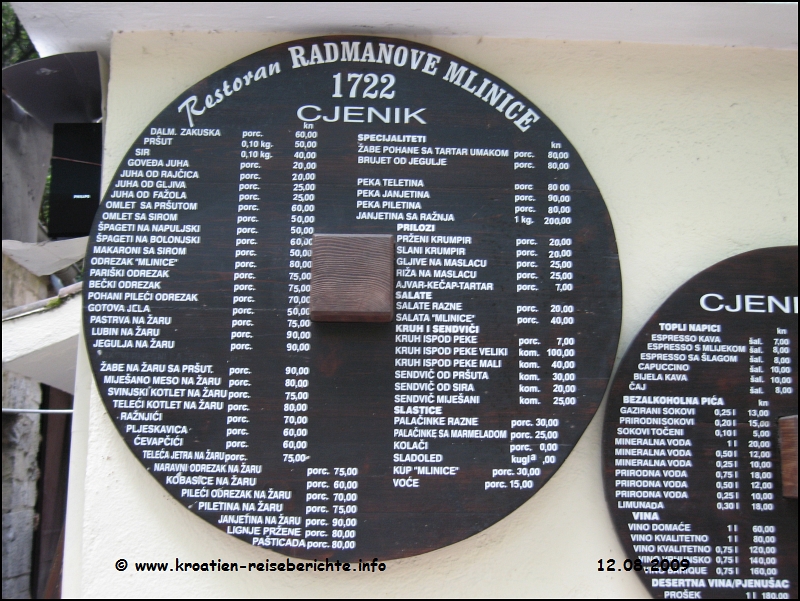 Restoran RADMANOVE MLINICE
1722
CJENIK
kn
DALM. ZAKUSKA porc. 60,00
PRŠUT 0,10 kg. 50,00
SIR 0,10 kg. 40,00
GOVEĐA JUHA porc. 20,00
JUHA OD RAJČICA porc. 20,00
JUHA OD GLJIVA porc. 25,00
JUHA OD FAŽOLA porc. 25,00
OMLET SA PRŠUTOM porc. 60,00
OMLET SA SIROM porc. 50,00
ŠPAGETI NA NAPULJSKI porc. 50,00
ŠPAGETI NA BOLONJSKI porc. 60,00
MAKARONI SA SIROM porc. 50,00
ODREZAK "MLINICE" porc. 80,00
PARIŠKI ODREZAK porc. 75,00
BEČKI ODREZAK porc. 75,00
POHANI PILEĆI ODREZAK porc. 70,00
GOTOVA JELA porc. 50,00
PASTRVA NA ŽARU porc. 75,00
LUBIN NA ŽARU porc. 90,00
JEGULJA NA ŽARU porc. 90,00
ŽABE NA ŽARU SA PRŠUT. porc. 90,00
MIJEŠANO MESO NA ŽARU porc. 80,00
SVINJSKI KOTLET NA ŽARU porc. 75,00
TELEĆI KOTLET NA ŽARU porc. 80,00
RAŽNJIĆI porc. 70,00
PLJESKAVICA porc. 60,00
ĆEVAPČIĆI porc. 60,00
TELEĆA JETRA NA ŽARU porc. 75,00
NARAVNI ODREZAK NA ŽARU porc. 75,00
KOBASICE NA ŽARU porc. 60,00
PILEĆI ODREZAK NA ŽARU porc. 70,00
PILETINA NA ŽARU porc. 75,00
JANJETINA NA ŽARU porc. 90,00
LIGNJE PRŽENE porc. 80,00
PAŠTICADA porc. 80,00
SPECIJALITETI kn
ŽABE POHANE SA TARTAR UMAKOM porc. 80,00
BRUJET OD JEGULJE porc. 80,00
PEKA TELETINA porc. 80 00
PEKA JANJETINA porc. 90,00
PEKA PILETINA porc. 80,00
JANJETINA SA RAŽNJA 1 kg. 200,00
PRILOZI
PRŽENI KRUMPIR porc. 20,00
SLANI KRUMPIR porc. 20,00
GLJIVE NA MASLACU porc. 25,00
RIŽA NA MASLACU porc. 25,00
AJVAR-KEČAP-TARTAR porc. 7,00
SALATE
SALATE RAZNE porc. 20,00
SALATA "MLINICE" porc. 40,00
KRUH I SENDVIČI
KRUH ISPOD PEKE porc. 7,00
KRUH ISPOD PEKE VELIKI kom. 100,00
KRUH ISPOD PEKE MALI kom. 40,00
SENDVIČ OD PRŠUTA kom. 30,00
SENDVIČ OD SIRA kom. 20,00
SENDVIČ MIJEŠANI kom. 25,00
SLASTICE
PALAČINKE RAZNE porc. 30,00
PALAČINKE SA MARMELADOM porc. 25,00
KOLAČI porc. 0,00
SLADOLED kugla ,00
KUP "MLINICE" porc. 30,00
VOĆE porc. 15,00
CJENI
TOPLI NAPICI kn
ESPRESSO KAVA šal. 7,00
ESPRESSO S MLIJEKOM šal. 8,00
ESPRESSO SA ŠLAGOM šal. 8,00
CAPUCCINO šal. 10,00
BIJELA KAVA šal. 10,00
ČAJ šal. 8,00
BEZALKOHOLNA PIĆA kn
GAZIRANI SOKOVI 0,25 l 13,00
PRIRODNI SOKOVI 0,20 l 15,00
SOKOVI TOČENI 0,10 l 5,00
MINERALNA VODA 1 l 20,00
MINERALNA VODA 0,50 l 12,00
MINERALNA VODA 0,25 l 10,00
PRIRODNA VODA 0,75 l 18,00
PRIRODNA VODA 0,50 l 12,00
PRIRODNA VODA 0,25 l 10,00
LIMUNADA 0,30 l 18,00
VINA
VINO DOMAĆE 1 l 60,00
VINO KVALITETNO 1 l 80,00
VINO KVALITETNO 0,75 l 120,00
VINO VRHUNSKO 0,75 l 140,00
VINO BARIQUE 0,75 l 160,00
DESERTNA VINA/PJENUŠAC
PROŠEK 1 l 180,00
PHILIPS
© www.kroatien-reiseberichte.info
12.08.2009